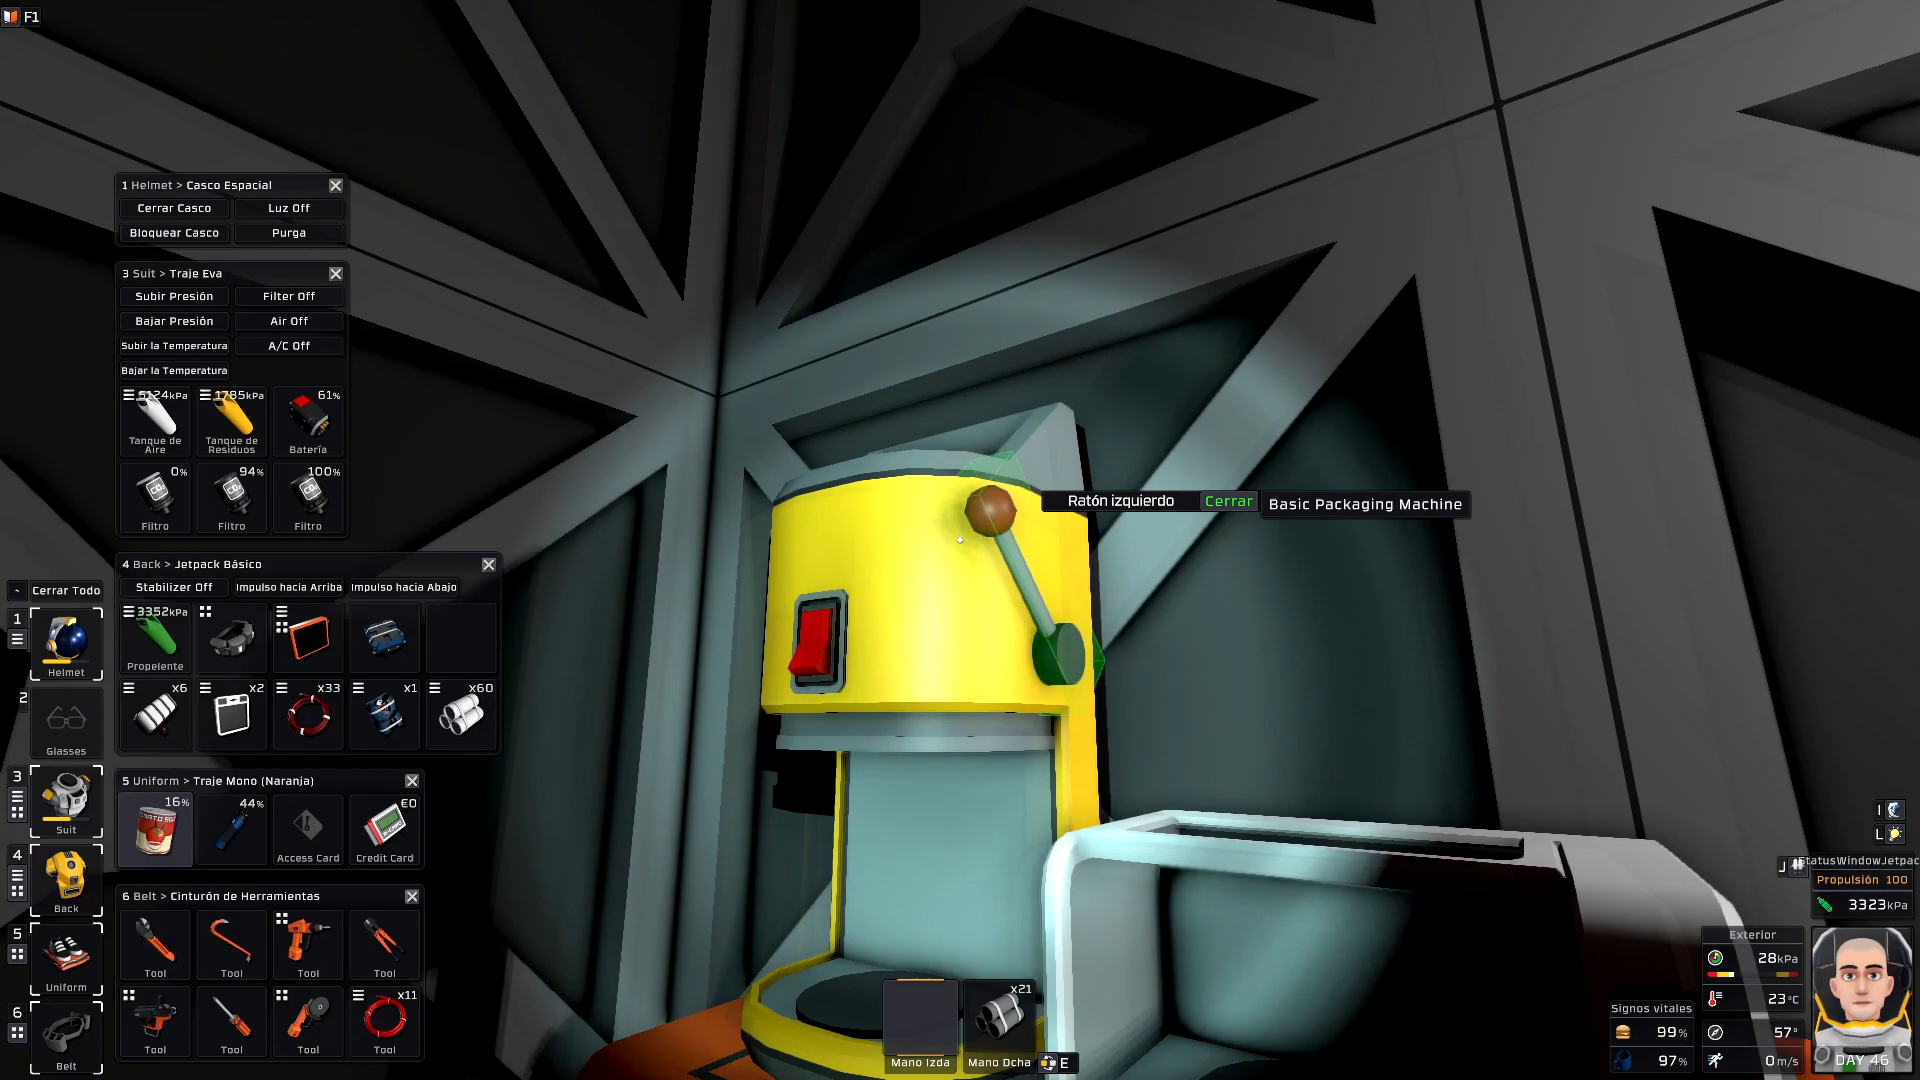 F1
1 Helmet > Casco Espacial
Cerrar Casco
Luz Off
Bloquear Casco
Purga
3 Suit > Traje Eva
Subir Presión
Filter Off
Bajar Presión
Air Off
Subir la Temperatura
A/C Off
Bajar la Temperatura
5124kPa
Tanque de Aire
1785kPa
Tanque de Residuos
61%
Batería
0%
Filtro
94%
Filtro
100%
Filtro
4 Back > Jetpack Básico
Stabilizer Off
Impulso hacia Arriba
Impulso hacia Abajo
3352kPa
Propelente
x6
x2
x33
x1
x60
5 Uniform > Traje Mono (Naranja)
16%
44%
Access Card
€0
Credit Card
6 Belt > Cinturón de Herramientas
Tool
Tool
Tool
Tool
Tool
Tool
Tool
x11
Tool
~ Cerrar Todo
1
Helmet
2
Glasses
3
Suit
4
Back
5
Uniform
6
Belt
Ratón izquierdo
Cerrar
Basic Packaging Machine
Mano Izda
x21
Mano Dcha
E
I
L
J
StatusWindowJetpac
Propulsión 100
3323kPa
Exterior
28kPa
23°C
57°
0m/s
Signos vitales
99%
97%
DAY 46